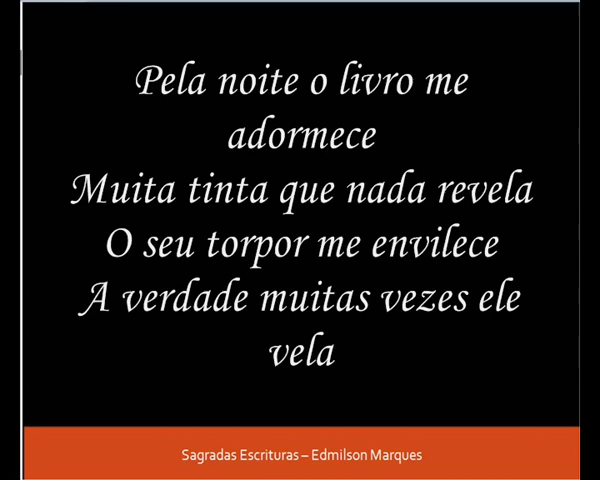 Pela noite o livro me
adormece
Muita tinta que nada revela
O seu torpor me envilece
A verdade muitas vezes ele
vela
Sagradas Escrituras – Edmilson Marques